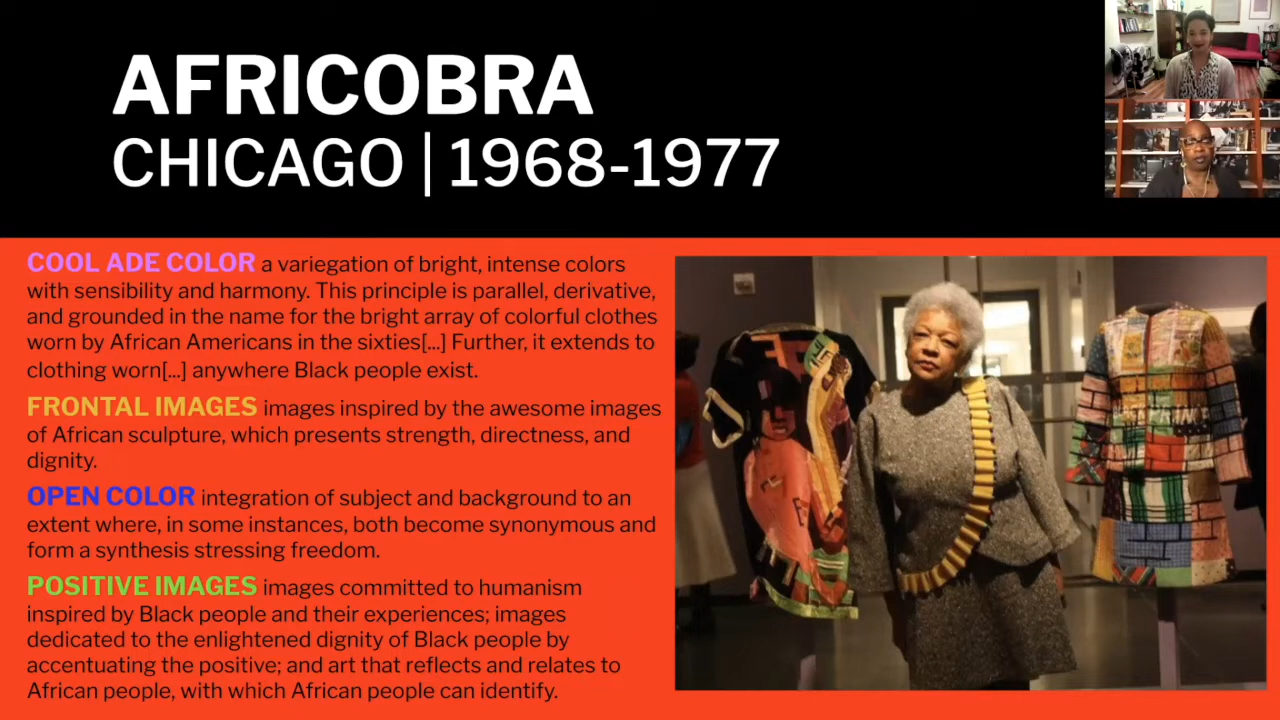 AFRICOBRA
CHICAGO | 1968-1977
COOL ADE COLOR a variegation of bright, intense colors
with sensibility and harmony. This principle is parallel, derivative,
and grounded in the name for the bright array of colorful clothes
worn by African Americans in the sixties[...] Further, it extends to
clothing worn[...] anywhere Black people exist.
FRONTAL IMAGES images inspired by the awesome images
of African sculpture, which presents strength, directness, and
dignity.
OPEN COLOR integration of subject and background to an
extent where, in some instances, both become synonymous and
form a synthesis stressing freedom.
POSITIVE IMAGES images committed to humanism
inspired by Black people and their experiences; images
dedicated to the enlightened dignity of Black people by
accentuating the positive; and art that reflects and relates to
African people, with which African people can identify.